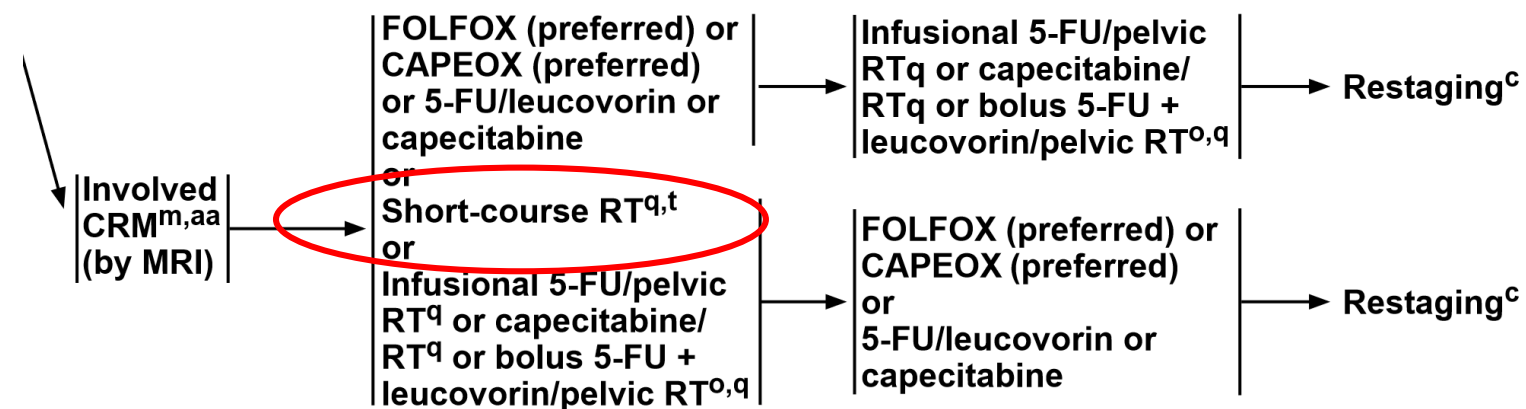 Involved
CRMm,aa
(by MRI)
FOLFOX (preferred) or
CAPEOX (preferred)
or 5-FU/leucovorin or
capecitabine
or
Short-course RTq,t
or
Infusional 5-FU/pelvic
RTq or capecitabine/
RTq or bolus 5-FU +
leucovorin/pelvic RTo,q
Infusional 5-FU/pelvic
RTq or capecitabine/
RTq or bolus 5-FU +
leucovorin/pelvic RTo,q
Restagingc
FOLFOX (preferred) or
CAPEOX (preferred)
or
5-FU/leucovorin or
capecitabine
Restagingc